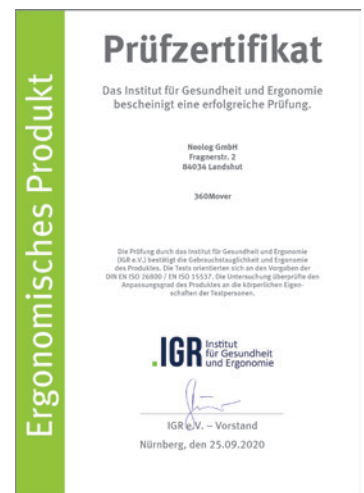 Ergonomisches Produkt
Prüfzertifikat
Das Institut für Gesundheit und Ergonomie
bescheinigt eine erfolgreiche Prüfung.
Neolog GmbH
Fragnerstr. 2
84034 Landshut
360Mover
Die Prüfung durch das Institut für Gesundheit und Ergonomie
(IGR e.V.) bestätigt die Gebrauchstauglichkeit und Ergonomie
des Produktes. Die Tests orientierten sich an den Vorgaben der
DIN EN ISO 26800 / EN ISO 15537. Die Untersuchung überprüfte den
Anpassungsgrad des Produktes an die körperlichen Eigen-
schaften der Testpersonen.
IGR Institut
für Gesundheit
und Ergonomie
IGR e.V. – Vorstand
Nürnberg, den 25.09.2020